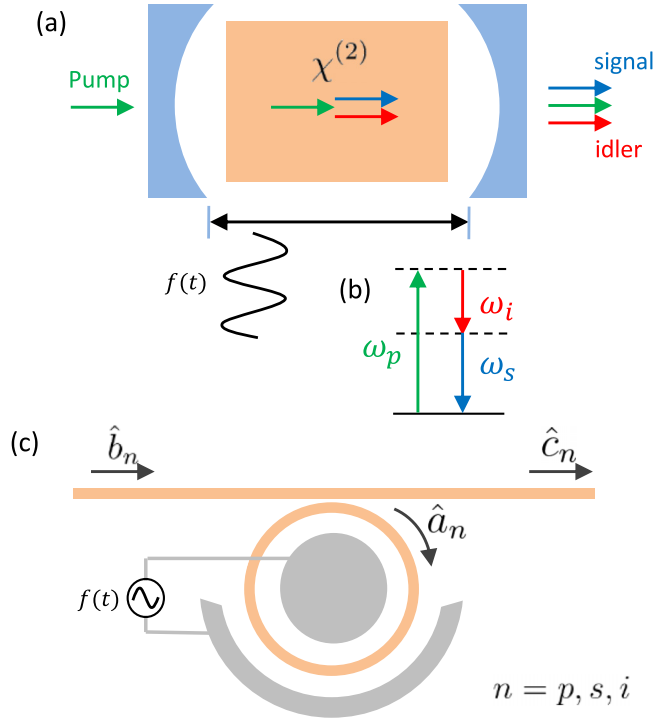 (a)
Pump
χ⁽²⁾
signal
idler
f(t)
(b)
ω_p
ω_i
ω_s
(c)
b̂_n
ĉ_n
â_n
f(t)
n = p, s, i